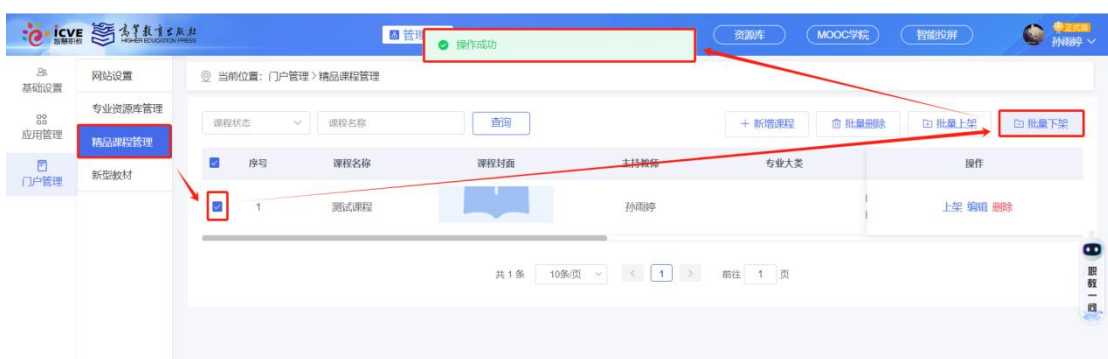 icve 智慧职教 高等教育出版社 HIGHER EDUCATION PRESS
操作成功
资源库 MOOC学院 智能投屏
正式版
孙雨婷
基础设置
应用管理
门户管理
网站设置
专业资源库管理
精品课程管理
新型教材
当前位置：门户管理 > 精品课程管理
课程状态 课程名称 查询 + 新增课程 批量删除 批量上架 批量下架
序号 课程名称 课程封面 主持教师 专业大类 操作
1 测试课程 孙雨婷 上架 编辑 删除
共 1 条 10条/页 < 1 > 前往 1 页
职教一问